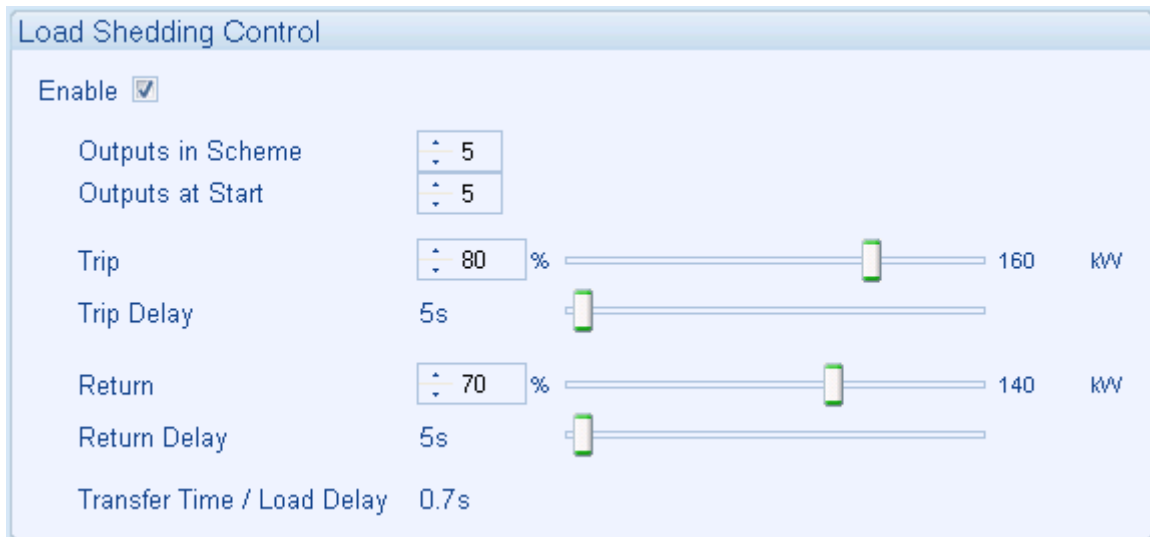 Load Shedding Control
Enable
Outputs in Scheme 5
Outputs at Start 5
Trip 80 % 160 kW
Trip Delay 5s
Return 70 % 140 kW
Return Delay 5s
Transfer Time / Load Delay 0.7s